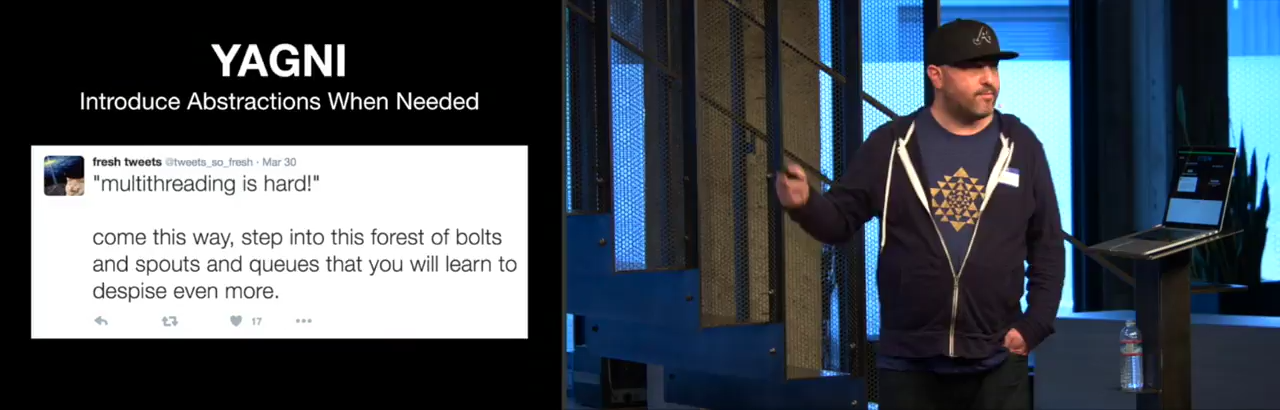 YAGNI
Introduce Abstractions When Needed
fresh tweets @tweets_so_fresh · Mar 30
"multithreading is hard!"
come this way, step into this forest of bolts
and spouts and queues that you will learn to
despise even more.
17